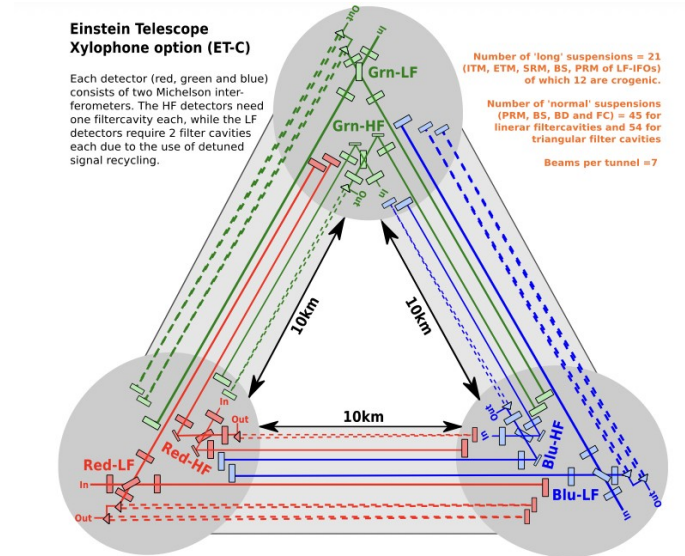 Einstein Telescope
Xylophone option (ET-C)
Each detector (red, green and blue)
consists of two Michelson inter-
ferometers. The HF detectors need
one filtercavity each, while the LF
detectors require 2 filter cavities
each due to the use of detuned
signal recycling.
Number of 'long' suspensions = 21
(ITM, ETM, SRM, BS, PRM of LF-IFOs)
of which 12 are crogenic.
Number of 'normal' suspensions
(PRM, BS, BD and FC) = 45 for
linerar filtercavities and 54 for
triangular filter cavities
Beams per tunnel =7
Out
In
Grn-LF
Grn-HF
Out
In
10km
10km
10km
In
Out
Red-HF
Red-LF
In
Out
Out
In
Blu-HF
Blu-LF
In
Out